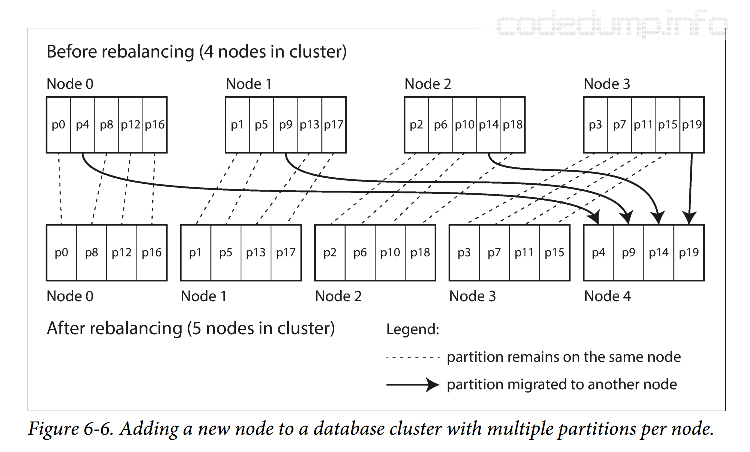 codedump.info
Before rebalancing (4 nodes in cluster)
Node 0 Node 1 Node 2 Node 3
p0 p4 p8 p12 p16 p1 p5 p9 p13 p17 p2 p6 p10 p14 p18 p3 p7 p11 p15 p19
p0 p8 p12 p16 p1 p5 p13 p17 p2 p6 p10 p18 p3 p7 p11 p15 p4 p9 p14 p19
Node 0 Node 1 Node 2 Node 3 Node 4
After rebalancing (5 nodes in cluster)
Legend:
partition remains on the same node
partition migrated to another node
Figure 6-6. Adding a new node to a database cluster with multiple partitions per node.